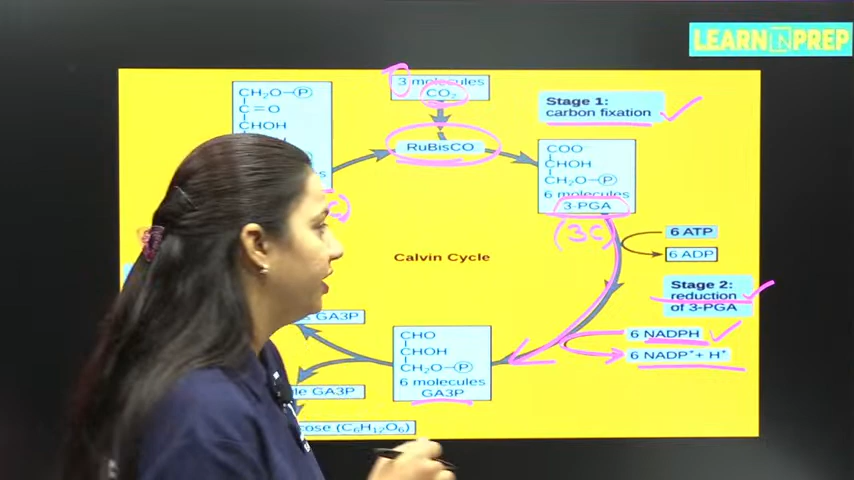 LEARN IN PREP
3 molecules
CO₂
CH₂O—P
C=O
CHOH
RuBisCO
Stage 1:
carbon fixation
COO⁻
CHOH
CH₂O—P
6 molecules
3-PGA
(3C)
6 ATP
6 ADP
Calvin Cycle
Stage 2:
reduction
of 3-PGA
6 NADPH
6 NADP⁺+ H⁺
GA3P
CHO
CHOH
CH₂O—P
6 molecules
GA3P
GA3P
(C₆H₁₂O₆)